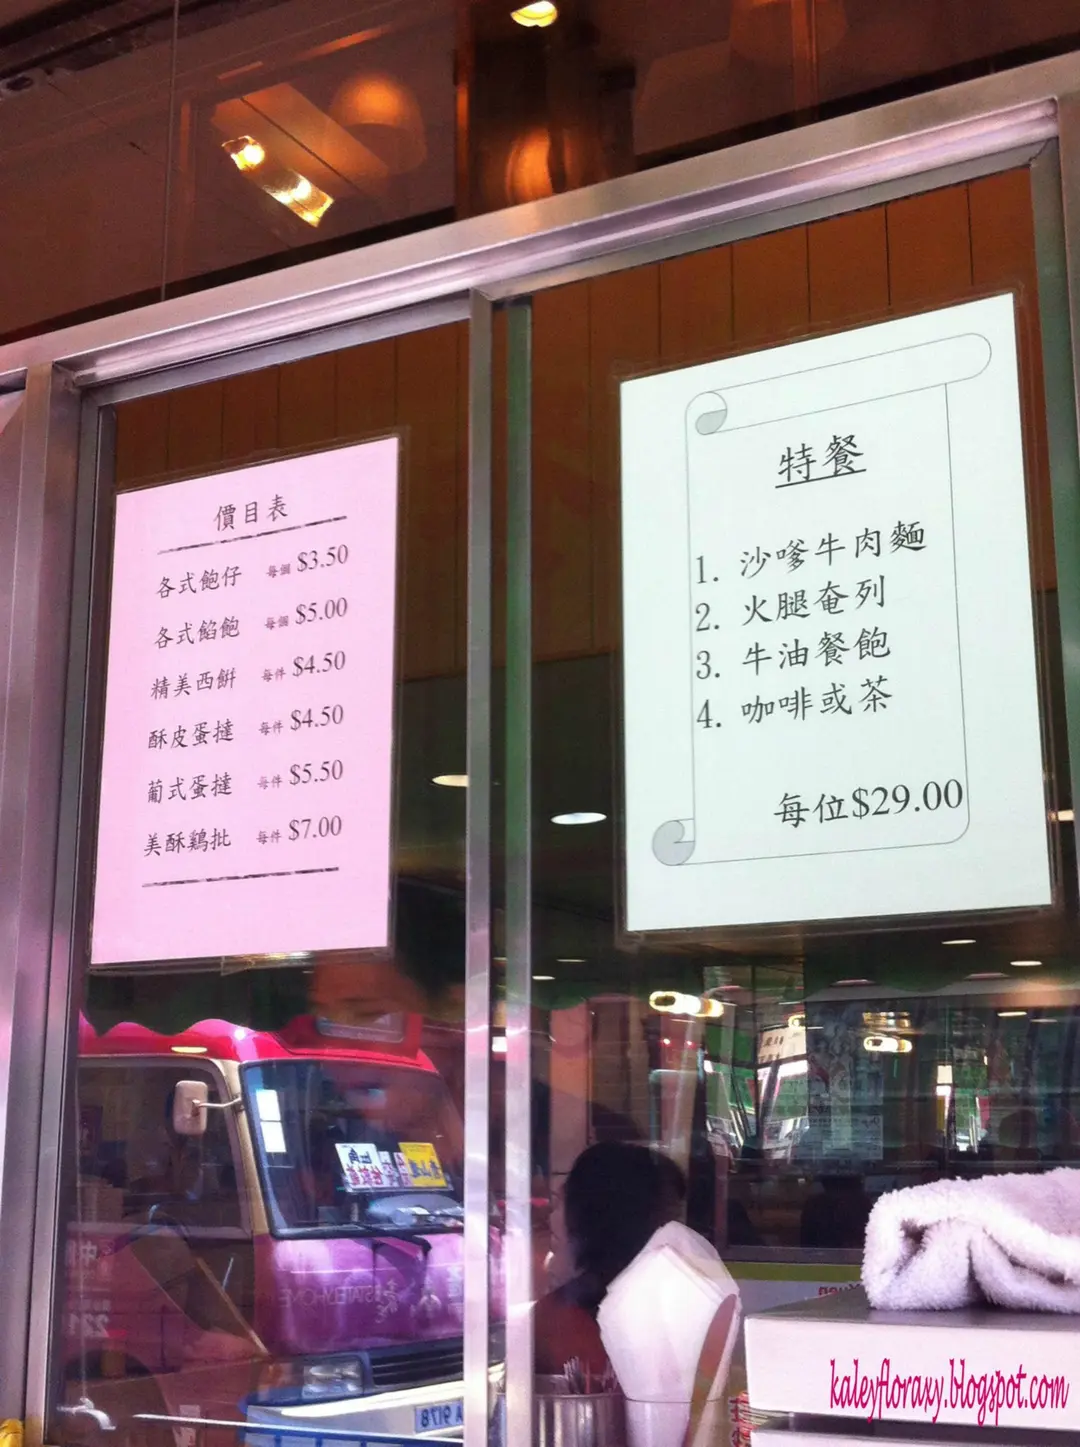 價目表
各式飽仔 每個 $3.50
各式餡飽 每個 $5.00
精美西餅 每件 $4.50
酥皮蛋撻 每件 $4.50
葡式蛋撻 每件 $5.50
美酥鷄批 每件 $7.00
特餐
1. 沙嗲牛肉麵
2. 火腿奄列
3. 牛油餐飽
4. 咖啡或茶
每位$29.00
STATELY HOME
A 9178
kaleyfloraxy.blogspot.com